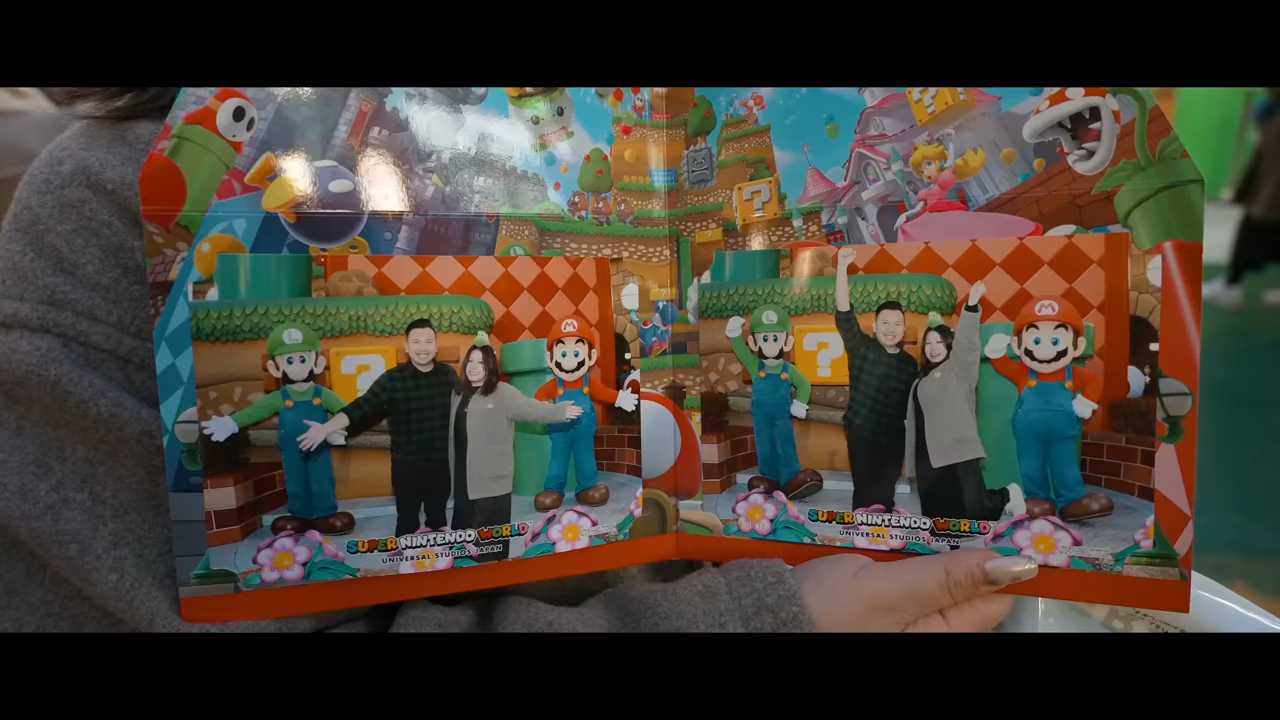 L
?
M
SUPER NINTENDO WORLD
UNIVERSAL STUDIOS JAPAN
?
?
L
?
M
SUPER NINTENDO WORLD
UNIVERSAL STUDIOS JAPAN